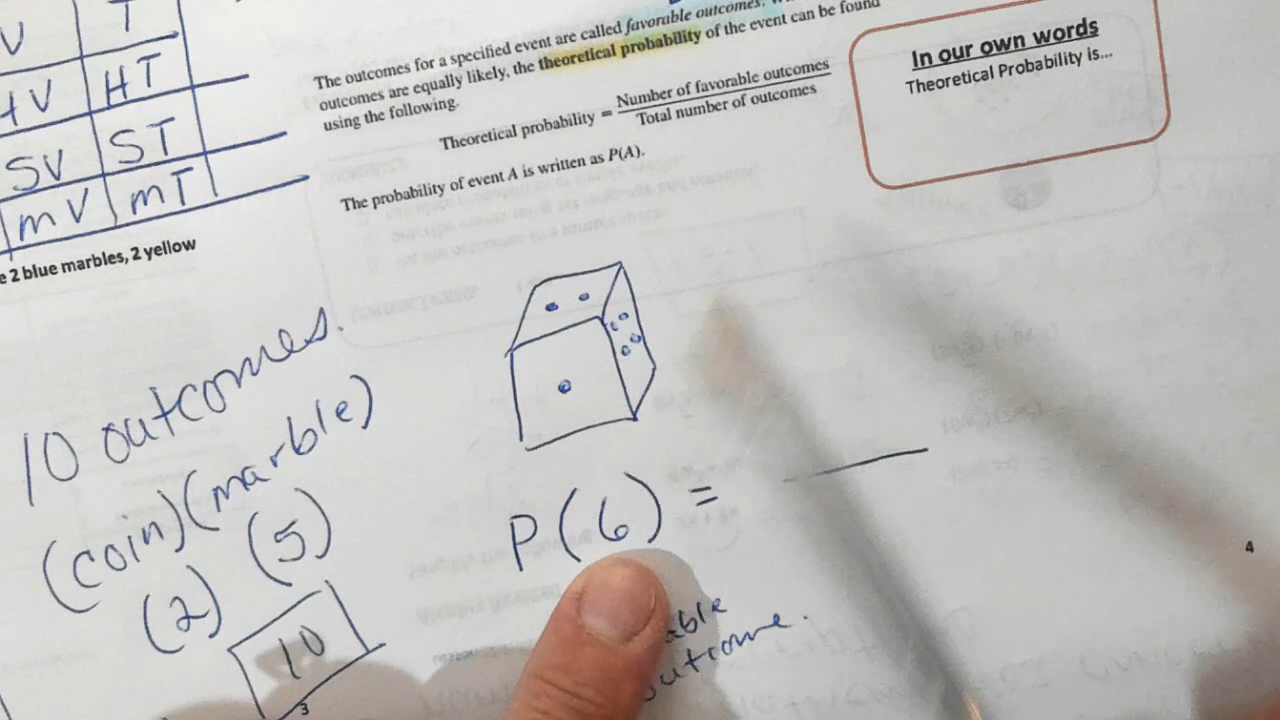 V T
HV HT
SV ST
mV mT
2 blue marbles, 2 yellow
10 outcomes.
(coin)(marble)
(2) (5)
10
3
The outcomes for a specified event are called favorable outcomes.
outcomes are equally likely, the theoretical probability of the event can be found
using the following.
Theoretical probability = Number of favorable outcomes
Total number of outcomes
The probability of event A is written as P(A).
In our own words
Theoretical Probability is...
P(6) =
outcome.
4